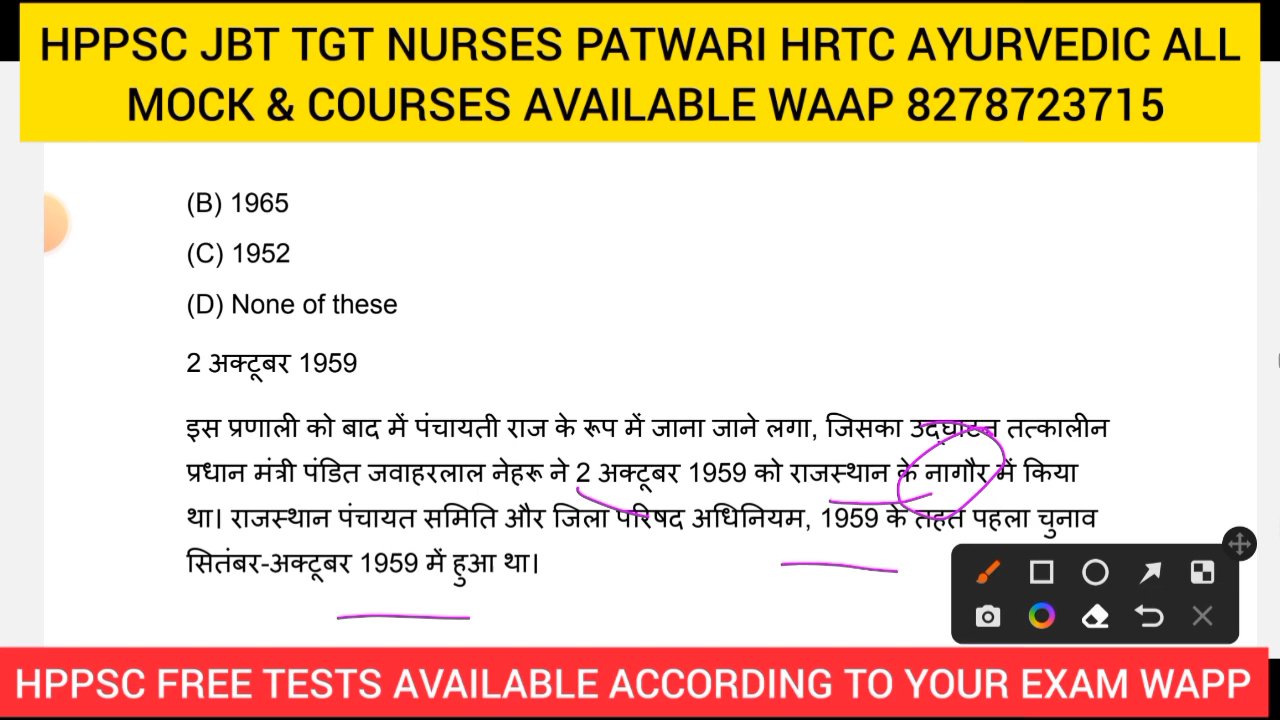 HPPSC JBT TGT NURSES PATWARI HRTC AYURVEDIC ALL
MOCK & COURSES AVAILABLE WAAP 8278723715
(B) 1965
(C) 1952
(D) None of these
2 अक्टूबर 1959
इस प्रणाली को बाद में पंचायती राज के रूप में जाना जाने लगा, जिसका उद्घाटन तत्कालीन
प्रधान मंत्री पंडित जवाहरलाल नेहरू ने 2 अक्टूबर 1959 को राजस्थान के नागौर में किया
था। राजस्थान पंचायत समिति और जिला परिषद अधिनियम, 1959 के तहत पहला चुनाव
सितंबर-अक्टूबर 1959 में हुआ था।
HPPSC FREE TESTS AVAILABLE ACCORDING TO YOUR EXAM WAPP